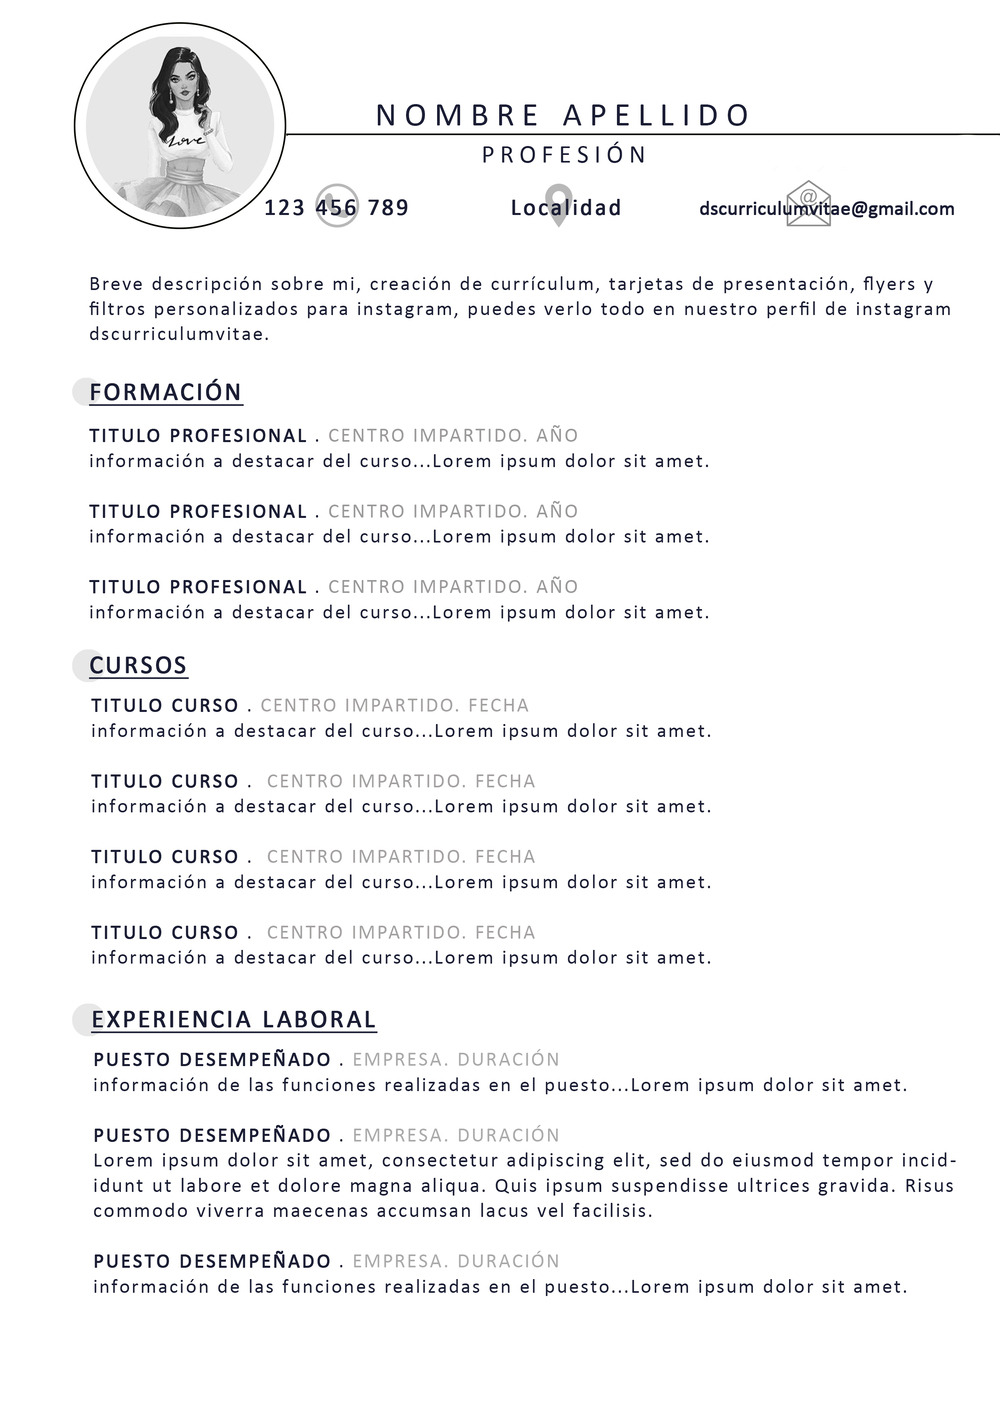 Love
NOMBRE APELLIDO
PROFESIÓN
123 456 789
Localidad
@
dscurriculumvitae@gmail.com
Breve descripción sobre mi, creación de currículum, tarjetas de presentación, flyers y
filtros personalizados para instagram, puedes verlo todo en nuestro perfil de instagram
dscurriculumvitae.
FORMACIÓN
TITULO PROFESIONAL . CENTRO IMPARTIDO. AÑO
información a destacar del curso...Lorem ipsum dolor sit amet.
TITULO PROFESIONAL . CENTRO IMPARTIDO. AÑO
información a destacar del curso...Lorem ipsum dolor sit amet.
TITULO PROFESIONAL . CENTRO IMPARTIDO. AÑO
información a destacar del curso...Lorem ipsum dolor sit amet.
CURSOS
TITULO CURSO . CENTRO IMPARTIDO. FECHA
información a destacar del curso...Lorem ipsum dolor sit amet.
TITULO CURSO . CENTRO IMPARTIDO. FECHA
información a destacar del curso...Lorem ipsum dolor sit amet.
TITULO CURSO . CENTRO IMPARTIDO. FECHA
información a destacar del curso...Lorem ipsum dolor sit amet.
TITULO CURSO . CENTRO IMPARTIDO. FECHA
información a destacar del curso...Lorem ipsum dolor sit amet.
EXPERIENCIA LABORAL
PUESTO DESEMPEÑADO . EMPRESA. DURACIÓN
información de las funciones realizadas en el puesto...Lorem ipsum dolor sit amet.
PUESTO DESEMPEÑADO . EMPRESA. DURACIÓN
Lorem ipsum dolor sit amet, consectetur adipiscing elit, sed do eiusmod tempor incid-
idunt ut labore et dolore magna aliqua. Quis ipsum suspendisse ultrices gravida. Risus
commodo viverra maecenas accumsan lacus vel facilisis.
PUESTO DESEMPEÑADO . EMPRESA. DURACIÓN
información de las funciones realizadas en el puesto...Lorem ipsum dolor sit amet.